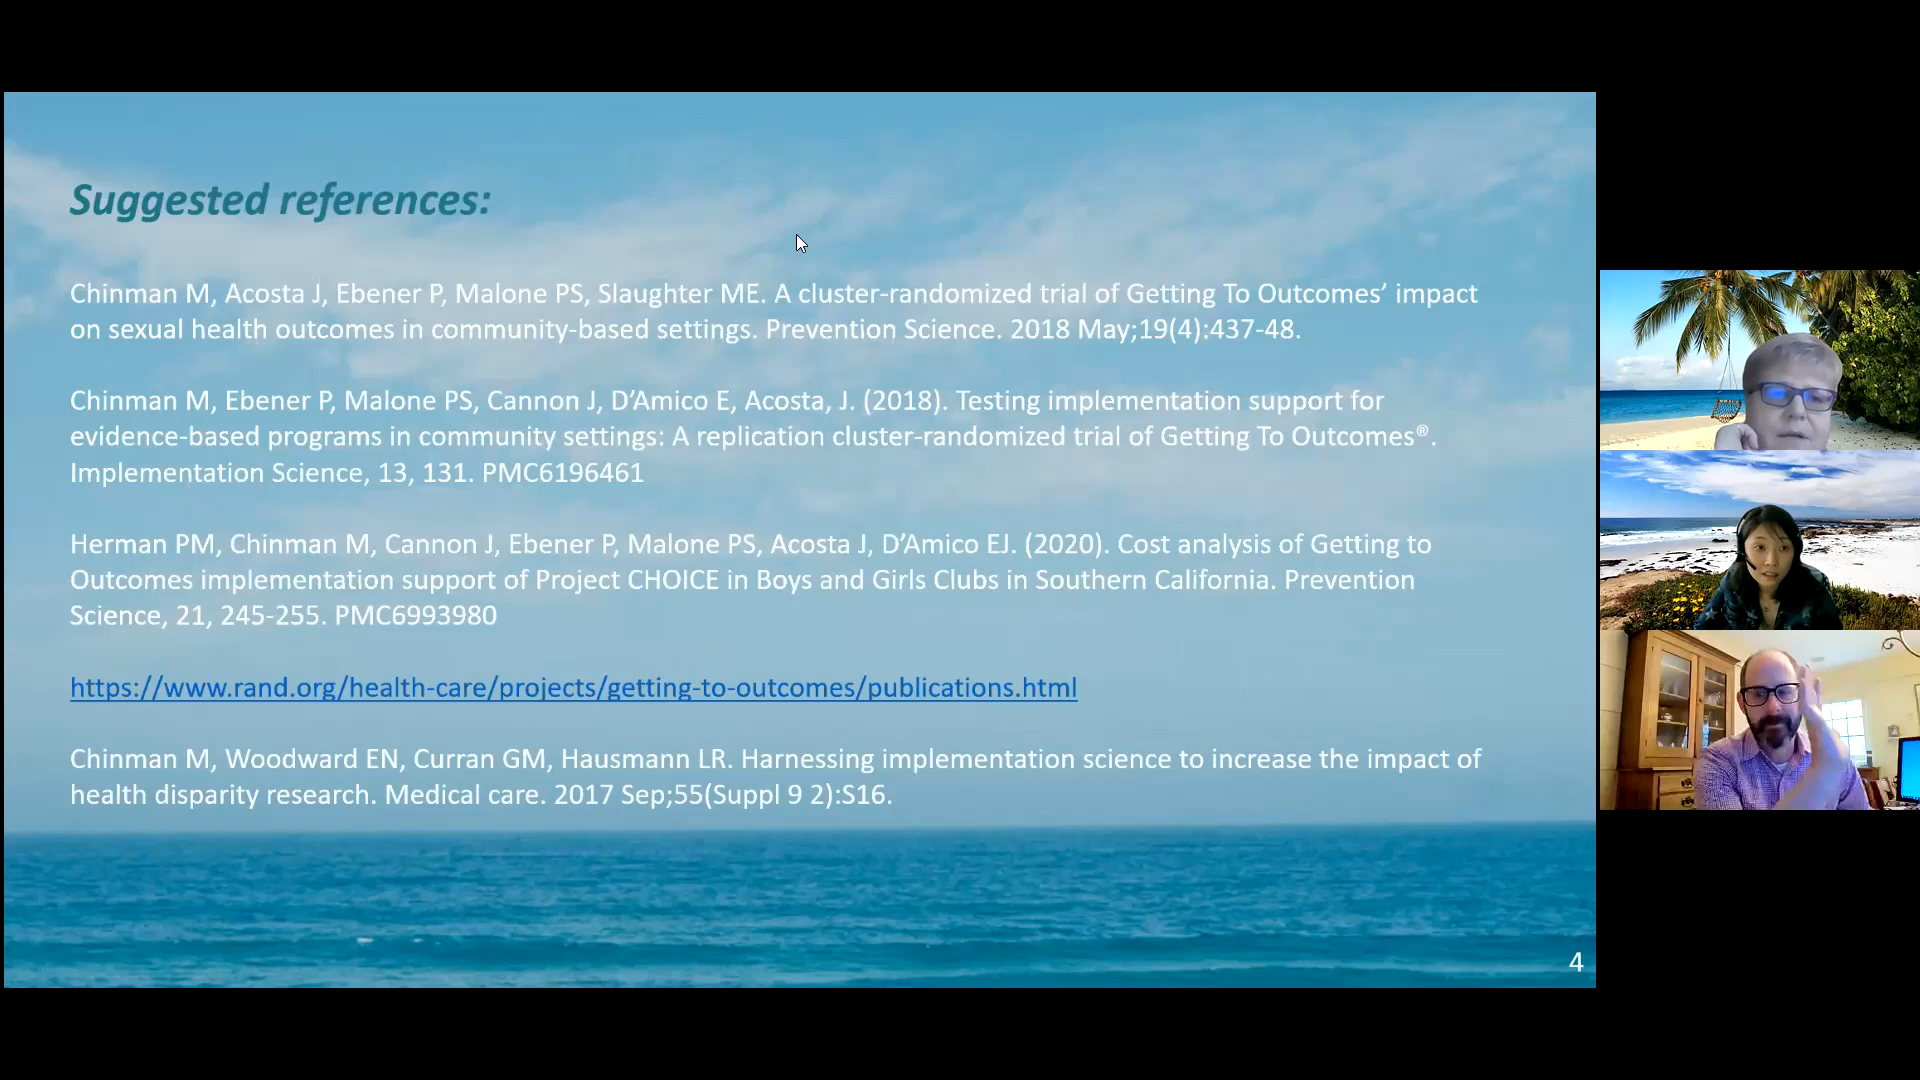 Suggested references:
Chinman M, Acosta J, Ebener P, Malone PS, Slaughter ME. A cluster-randomized trial of Getting To Outcomes’ impact
on sexual health outcomes in community-based settings. Prevention Science. 2018 May;19(4):437-48.
Chinman M, Ebener P, Malone PS, Cannon J, D’Amico E, Acosta, J. (2018). Testing implementation support for
evidence-based programs in community settings: A replication cluster-randomized trial of Getting To Outcomes®.
Implementation Science, 13, 131. PMC6196461
Herman PM, Chinman M, Cannon J, Ebener P, Malone PS, Acosta J, D’Amico EJ. (2020). Cost analysis of Getting to
Outcomes implementation support of Project CHOICE in Boys and Girls Clubs in Southern California. Prevention
Science, 21, 245-255. PMC6993980
https://www.rand.org/health-care/projects/getting-to-outcomes/publications.html
Chinman M, Woodward EN, Curran GM, Hausmann LR. Harnessing implementation science to increase the impact of
health disparity research. Medical care. 2017 Sep;55(Suppl 9 2):S16.
4